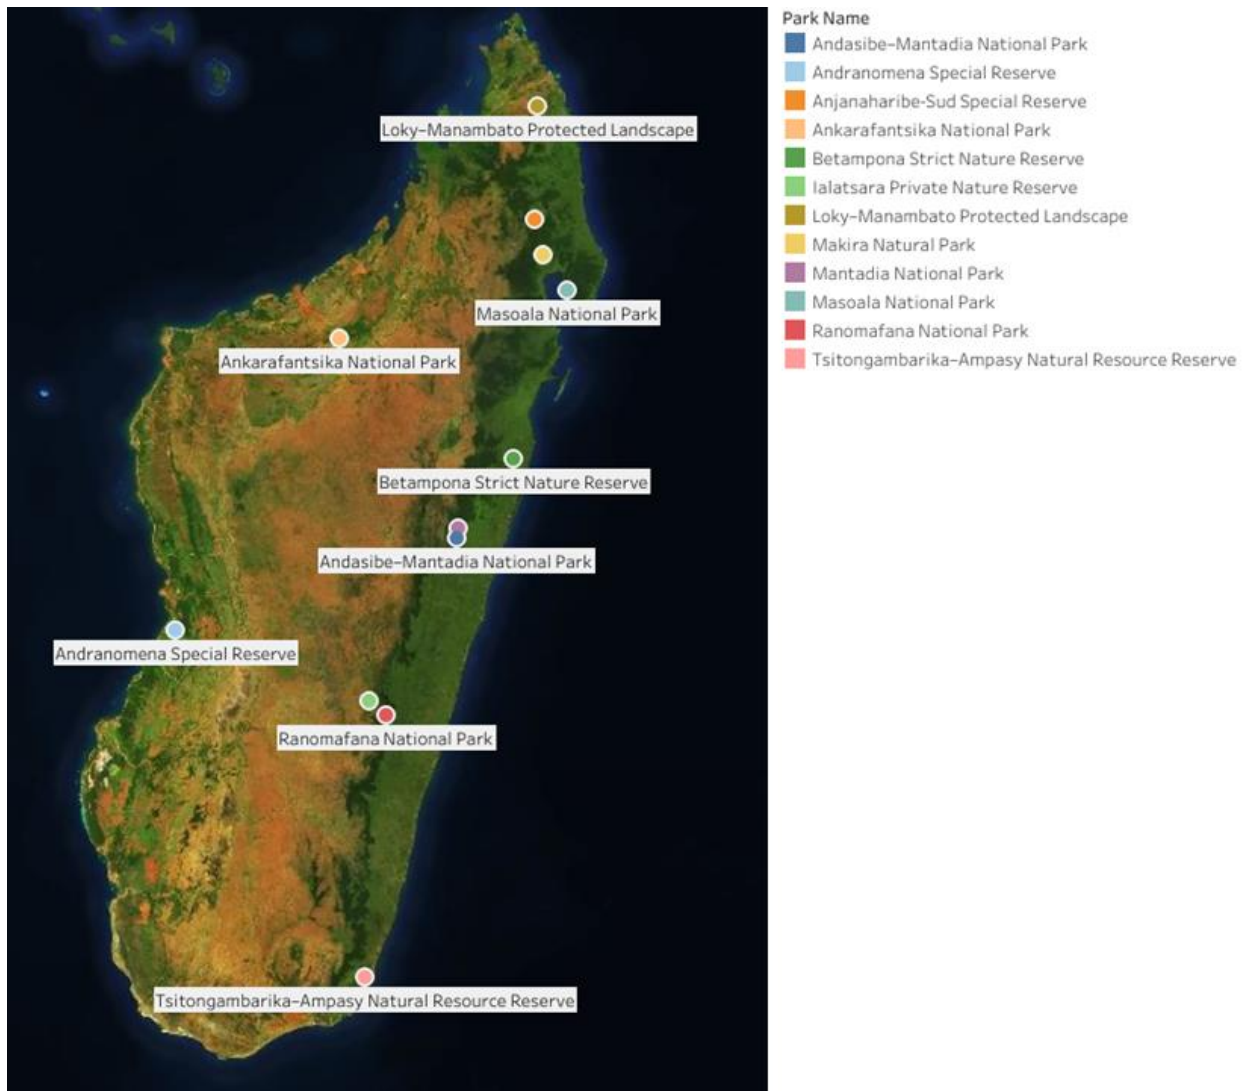 Park Name
Andasibe–Mantadia National Park
Andranomena Special Reserve
Anjanaharibe-Sud Special Reserve
Ankarafantsika National Park
Betampona Strict Nature Reserve
Ialatsara Private Nature Reserve
Loky–Manambato Protected Landscape
Makira Natural Park
Mantadia National Park
Masoala National Park
Ranomafana National Park
Tsitongambarika–Ampasy Natural Resource Reserve
Loky–Manambato Protected Landscape
Masoala National Park
Ankarafantsika National Park
Betampona Strict Nature Reserve
Andasibe–Mantadia National Park
Andranomena Special Reserve
Ranomafana National Park
Tsitongambarika–Ampasy Natural Resource Reserve